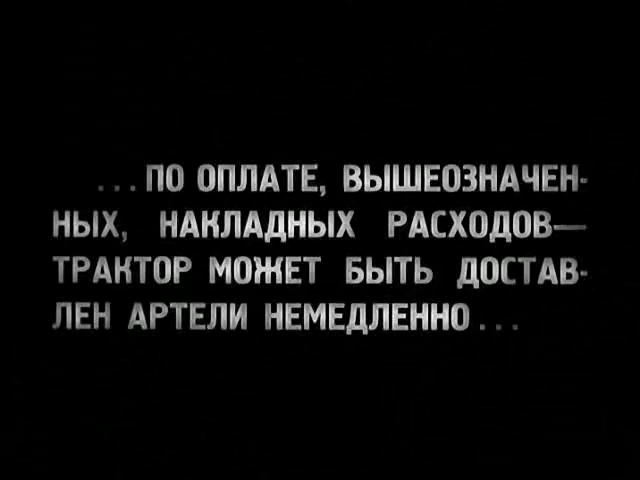 ...ПО ОПЛАТЕ, ВЫШЕОЗНАЧЕН-
НЫХ, НАКЛАДНЫХ РАСХОДОВ—
ТРАКТОР МОЖЕТ БЫТЬ ДОСТАВ-
ЛЕН АРТЕЛИ НЕМЕДЛЕННО...